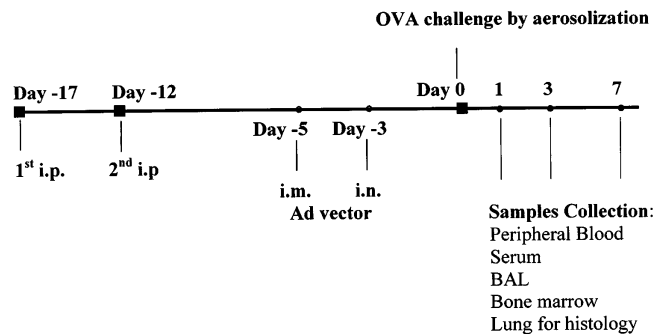 OVA challenge by aerosolization
Day -17 Day -12 Day 0 1 3 7
Day -5 Day -3
1st i.p. 2nd i.p
i.m. i.n.
Ad vector
Samples Collection:
Peripheral Blood
Serum
BAL
Bone marrow
Lung for histology